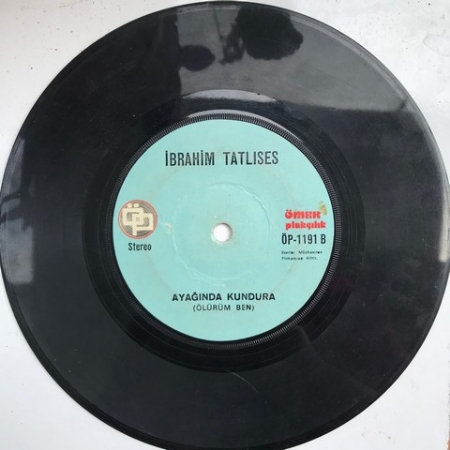 İBRAHİM TATLISES
ÖP
Stereo
ÖMER
plakçılık
ÖP-1191 B
AYAĞINDA KUNDURA
(ÖLÜRÜM BEN)